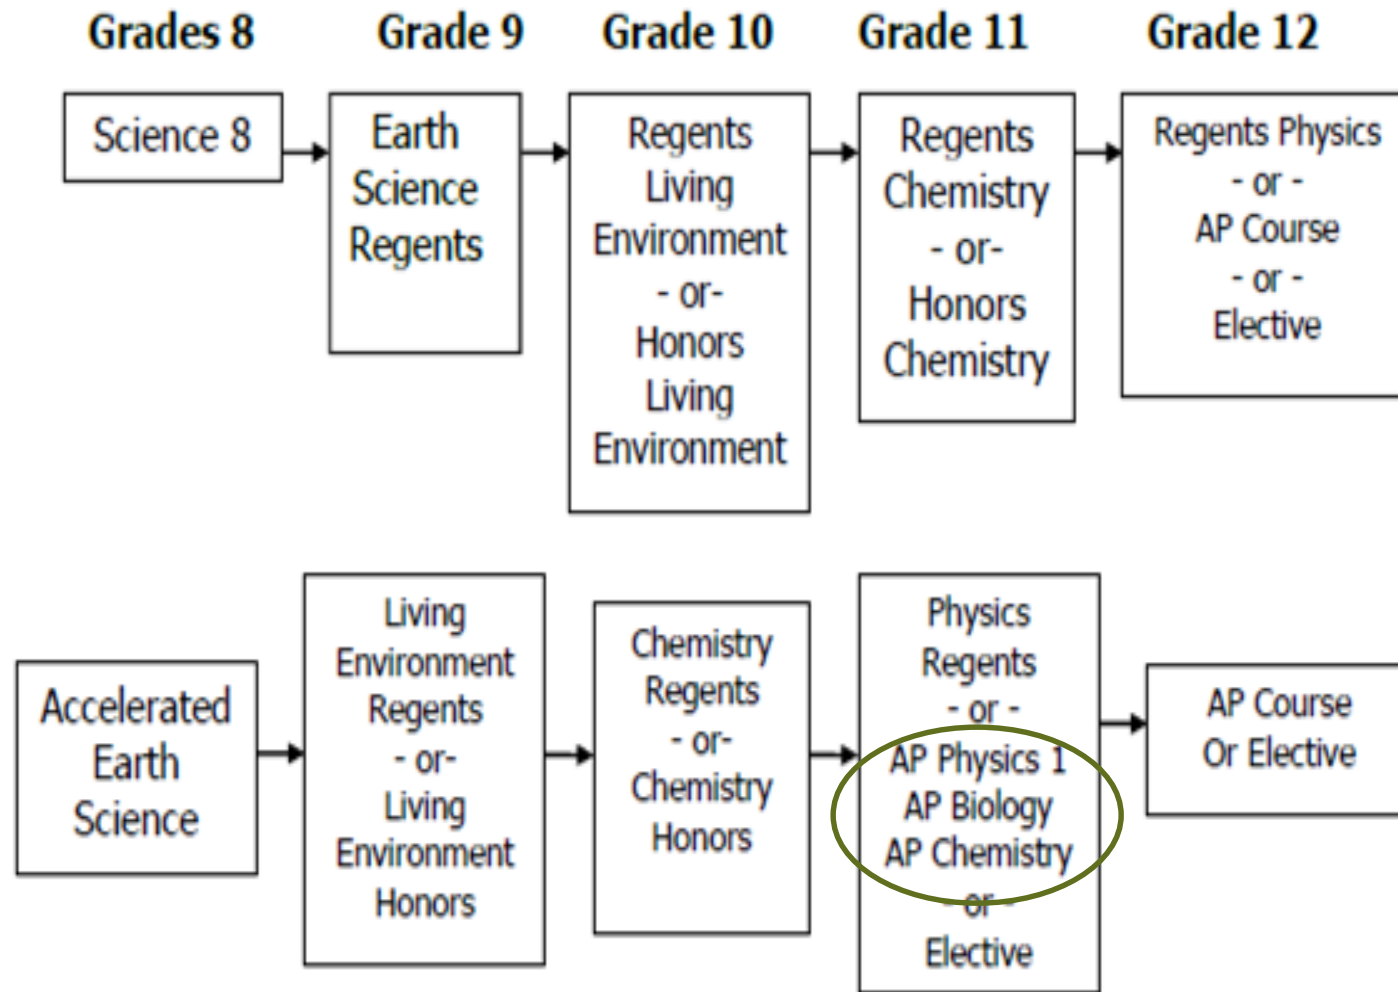 Grades 8
Grade 9
Grade 10
Grade 11
Grade 12
Science 8
Earth
Science
Regents
Regents
Living
Environment
- or-
Honors
Living
Environment
Regents
Chemistry
- or-
Honors
Chemistry
Regents Physics
- or -
AP Course
- or -
Elective
Accelerated
Earth
Science
Living
Environment
Regents
- or-
Living
Environment
Honors
Chemistry
Regents
- or-
Chemistry
Honors
Physics
Regents
- or -
AP Physics 1
AP Biology
AP Chemistry
- or -
Elective
AP Course
Or Elective